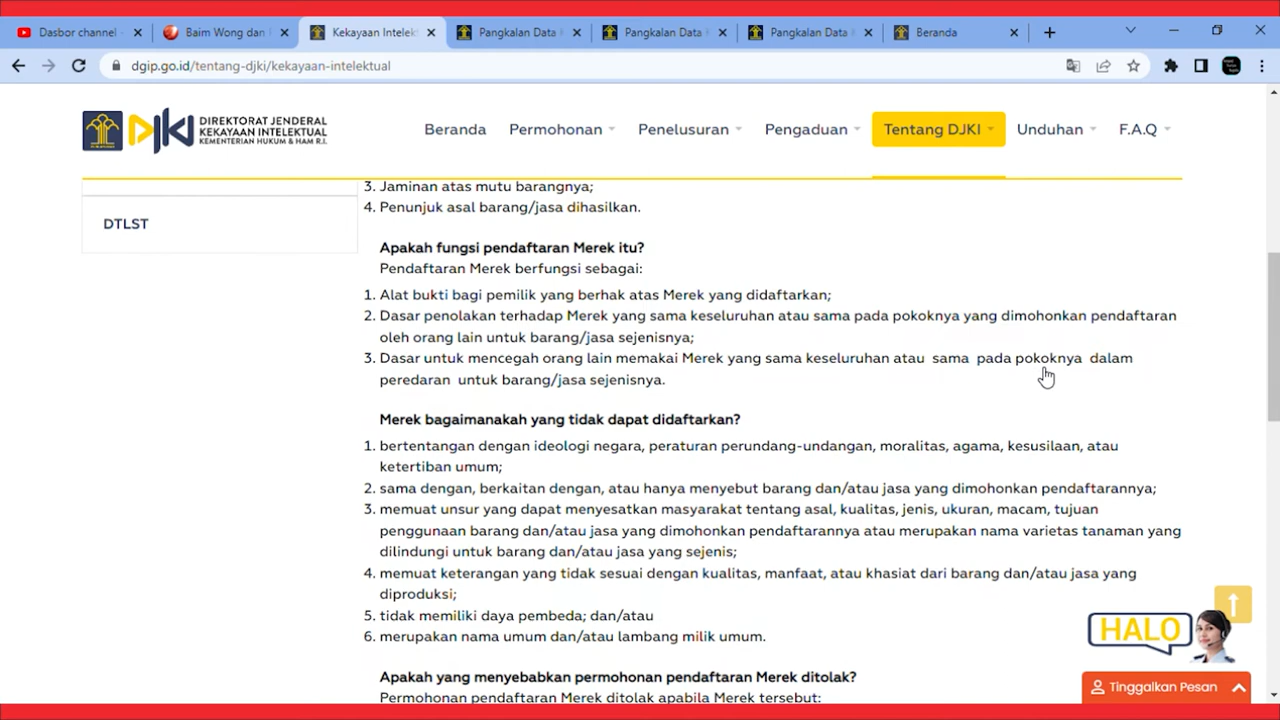 Dasbor channel
Baim Wong dan
Kekayaan Intelek
Pangkalan Data
Pangkalan Data
Pangkalan Data
Beranda
dgip.go.id/tentang-djki/kekayaan-intelektual
DJKI
DIREKTORAT JENDERAL
KEKAYAAN INTELEKTUAL
KEMENTERIAN HUKUM & HAM R.I.
Beranda
Permohonan
Penelusuran
Pengaduan
Tentang DJKI
Unduhan
F.A.Q
DTLST
3. Jaminan atas mutu barangnya;
4. Penunjuk asal barang/jasa dihasilkan.
Apakah fungsi pendaftaran Merek itu?
Pendaftaran Merek berfungsi sebagai:
1. Alat bukti bagi pemilik yang berhak atas Merek yang didaftarkan;
2. Dasar penolakan terhadap Merek yang sama keseluruhan atau sama pada pokoknya yang dimohonkan pendaftaran
oleh orang lain untuk barang/jasa sejenisnya;
3. Dasar untuk mencegah orang lain memakai Merek yang sama keseluruhan atau sama pada pokoknya dalam
peredaran untuk barang/jasa sejenisnya.
Merek bagaimanakah yang tidak dapat didaftarkan?
1. bertentangan dengan ideologi negara, peraturan perundang-undangan, moralitas, agama, kesusilaan, atau
ketertiban umum;
2. sama dengan, berkaitan dengan, atau hanya menyebut barang dan/atau jasa yang dimohonkan pendaftarannya;
3. memuat unsur yang dapat menyesatkan masyarakat tentang asal, kualitas, jenis, ukuran, macam, tujuan
penggunaan barang dan/atau jasa yang dimohonkan pendaftarannya atau merupakan nama varietas tanaman yang
dilindungi untuk barang dan/atau jasa yang sejenis;
4. memuat keterangan yang tidak sesuai dengan kualitas, manfaat, atau khasiat dari barang dan/atau jasa yang
diproduksi;
5. tidak memiliki daya pembeda; dan/atau
6. merupakan nama umum dan/atau lambang milik umum.
Apakah yang menyebabkan permohonan pendaftaran Merek ditolak?
Permohonan pendaftaran Merek ditolak apabila Merek tersebut:
HALO
Tinggalkan Pesan